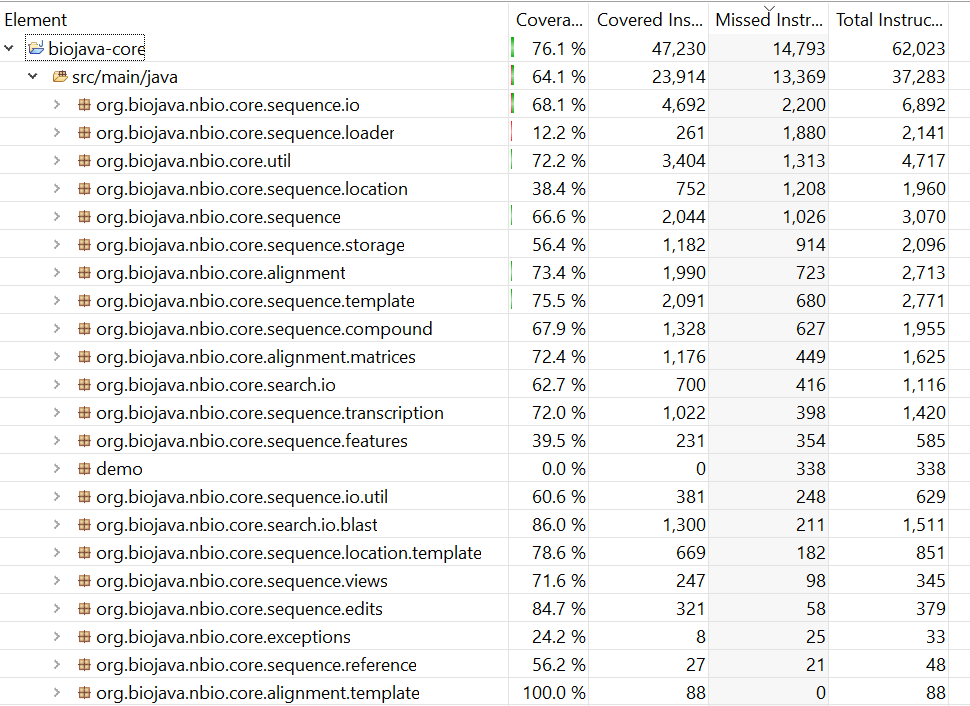 Element Covera... Covered Ins... Missed Instr... Total Instruc...
biojava-core 76.1 % 47,230 14,793 62,023
src/main/java 64.1 % 23,914 13,369 37,283
org.biojava.nbio.core.sequence.io 68.1 % 4,692 2,200 6,892
org.biojava.nbio.core.sequence.loader 12.2 % 261 1,880 2,141
org.biojava.nbio.core.util 72.2 % 3,404 1,313 4,717
org.biojava.nbio.core.sequence.location 38.4 % 752 1,208 1,960
org.biojava.nbio.core.sequence 66.6 % 2,044 1,026 3,070
org.biojava.nbio.core.sequence.storage 56.4 % 1,182 914 2,096
org.biojava.nbio.core.alignment 73.4 % 1,990 723 2,713
org.biojava.nbio.core.sequence.template 75.5 % 2,091 680 2,771
org.biojava.nbio.core.sequence.compound 67.9 % 1,328 627 1,955
org.biojava.nbio.core.alignment.matrices 72.4 % 1,176 449 1,625
org.biojava.nbio.core.search.io 62.7 % 700 416 1,116
org.biojava.nbio.core.sequence.transcription 72.0 % 1,022 398 1,420
org.biojava.nbio.core.sequence.features 39.5 % 231 354 585
demo 0.0 % 0 338 338
org.biojava.nbio.core.sequence.io.util 60.6 % 381 248 629
org.biojava.nbio.core.search.io.blast 86.0 % 1,300 211 1,511
org.biojava.nbio.core.sequence.location.template 78.6 % 669 182 851
org.biojava.nbio.core.sequence.views 71.6 % 247 98 345
org.biojava.nbio.core.sequence.edits 84.7 % 321 58 379
org.biojava.nbio.core.exceptions 24.2 % 8 25 33
org.biojava.nbio.core.sequence.reference 56.2 % 27 21 48
org.biojava.nbio.core.alignment.template 100.0 % 88 0 88